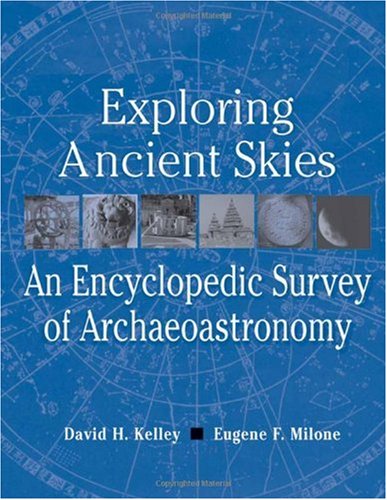 Exploring
Ancient Skies
An Encyclopedic Survey
of Archaeoastronomy
David H. Kelley ■ Eugene F. Milone